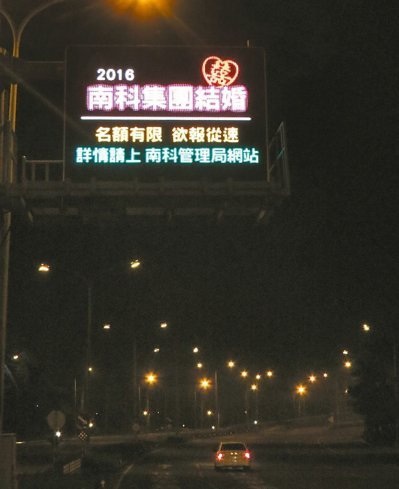 2016
囍
南科集團結婚
名額有限 欲報從速
詳情請上 南科管理局網站